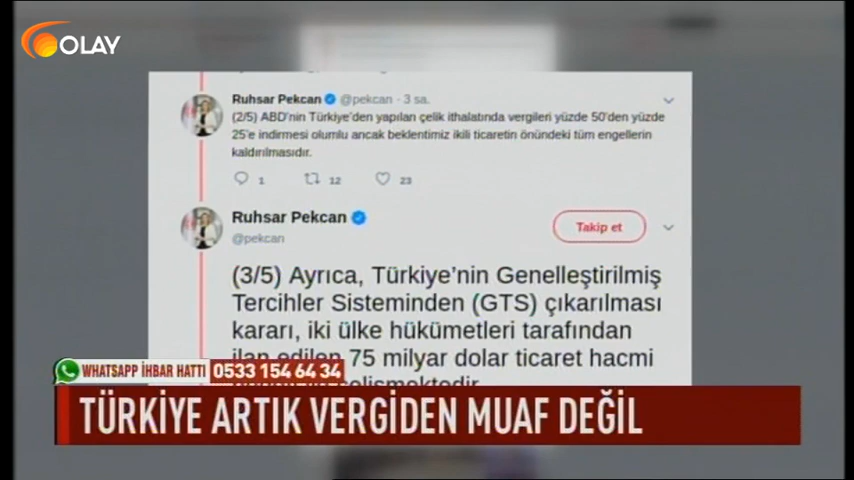 OLAY
Ruhsar Pekcan @pekcan · 3 sa.
(2/5) ABD'nin Türkiye'den yapılan çelik ithalatında vergileri yüzde 50'den yüzde
25'e indirmesi olumlu ancak beklentimiz ikili ticaretin önündeki tüm engellerin
kaldırılmasıdır.
1 12 23
Ruhsar Pekcan
Takip et
@pekcan
(3/5) Ayrıca, Türkiye'nin Genelleştirilmiş
Tercihler Sisteminden (GTS) çıkarılması
kararı, iki ülke hükümetleri tarafından
ilan edilen 75 milyar dolar ticaret hacmi
çelişmektedir.
WHATSAPP İHBAR HATTI 0533 154 64 34
TÜRKİYE ARTIK VERGİDEN MUAF DEĞİL